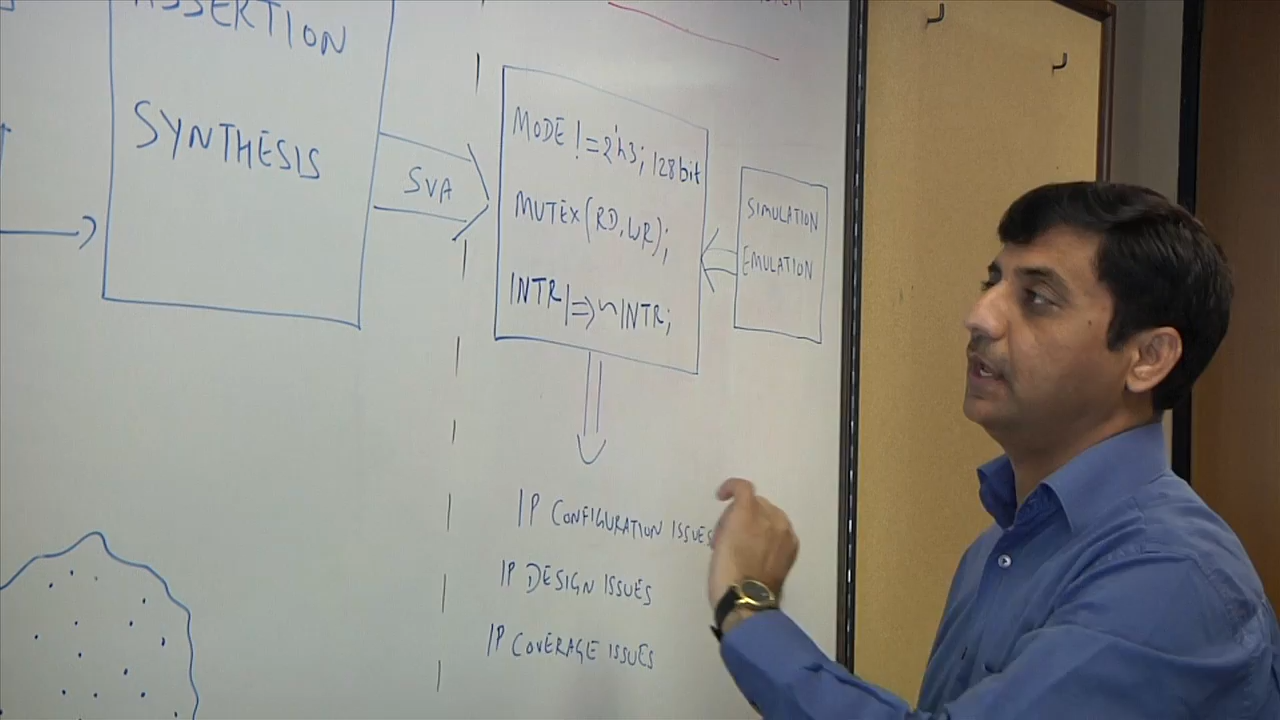 ASSERTION
SYNTHESIS
SVA
MODE != 2'h3; 128bit
MUTEX(RD, WR);
INTR |=> ~INTR;
SIMULATION
EMULATION
IP CONFIGURATION ISSUES
IP DESIGN ISSUES
IP COVERAGE ISSUES